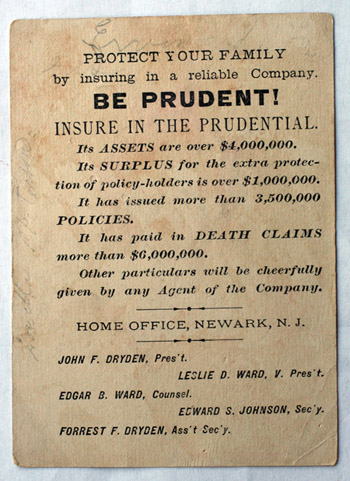 PROTECT YOUR FAMILY
by insuring in a reliable Company.
BE PRUDENT!
INSURE IN THE PRUDENTIAL.
Its ASSETS are over $4,000,000.
Its SURPLUS for the extra protec-
tion of policy-holders is over $1,000,000.
It has issued more than 3,500,000
POLICIES.
It has paid in DEATH CLAIMS
more than $6,000,000.
Other particulars will be cheerfully
given by any Agent of the Company.
HOME OFFICE, NEWARK, N. J.
JOHN F. DRYDEN, Pres't.
LESLIE D. WARD, V. Pres't.
EDGAR B. WARD, Counsel.
EDWARD S. JOHNSON, Sec'y.
FORREST F. DRYDEN, Ass't Sec'y.